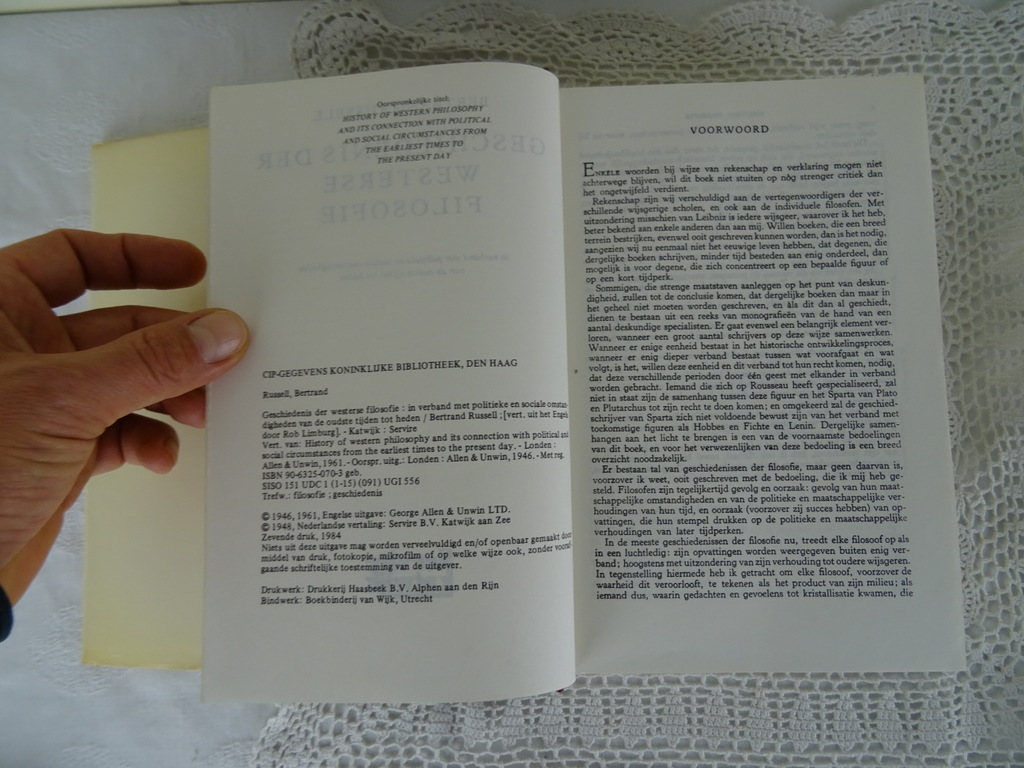 Oorspronkelijke titel:
HISTORY OF WESTERN PHILOSOPHY
AND ITS CONNECTION WITH POLITICAL
AND SOCIAL CIRCUMSTANCES FROM
THE EARLIEST TIMES TO
THE PRESENT DAY
CIP-GEGEVENS KONINKLIJKE BIBLIOTHEEK, DEN HAAG
Russell, Bertrand
Geschiedenis der westerse filosofie : in verband met politieke en sociale omstan-
digheden van de oudste tijden tot heden / Bertrand Russell ; [vert. uit het Engels
door Rob Limburg]. - Katwijk : Servire
Vert. van: History of western philosophy and its connection with political and
social circumstances from the earliest times to the present day. - London :
Allen & Unwin, 1961. - Oorspr. uitg.: London : Allen & Unwin, 1946. - Met reg.
ISBN 90-6325-070-3 geb.
SISO 151 UDC 1 (1-15) (091) UGI 556
Trefw.: filosofie ; geschiedenis
© 1946, 1961, Engelse uitgave: George Allen & Unwin LTD.
© 1948, Nederlandse vertaling: Servire B.V. Katwijk aan Zee
Zevende druk, 1984
Niets uit deze uitgave mag worden verveelvuldigd en/of openbaar gemaakt door
middel van druk, fotokopie, mikrofilm of op welke wijze ook, zonder vooraf-
gaande schriftelijke toestemming van de uitgever.
Drukwerk: Drukkerij Haasbeek B.V. Alphen aan den Rijn
Bindwerk: Boekbinderij van Wijk, Utrecht
VOORWOORD
ENKELE woorden bij wijze van rekenschap en verklaring mogen niet
achterwege blijven, wil dit boek niet stuiten op nòg strenger critiek dan
het ongetwijfeld verdient.
Rekenschap zijn wij verschuldigd aan de vertegenwoordigers der ver-
schillende wijsgerige scholen, en ook aan de individuele filosofen. Met
uitzondering misschien van Leibniz is iedere wijsgeer, waarover ik het heb,
beter bekend aan enkele anderen dan aan mij. Willen boeken, die een breed
terrein bestrijken, evenwel ooit geschreven kunnen worden, dan is het nodig,
aangezien wij nu eenmaal niet het eeuwige leven hebben, dat degenen, die
dergelijke boeken schrijven, minder tijd besteden aan enig onderdeel, dan
mogelijk is voor degene, die zich concentreert op een bepaalde figuur of
op een kort tijdperk.
Sommigen, die strenge maatstaven aanleggen op het punt van deskun-
digheid, zullen tot de conclusie komen, dat dergelijke boeken dan maar in
het geheel niet moeten worden geschreven, en àls dit dan al geschiedt,
dienen te bestaan uit een reeks van monografieën van de hand van een
aantal deskundige specialisten. Er gaat evenwel een belangrijk element ver-
loren, wanneer een groot aantal schrijvers op deze wijze samenwerken.
Wanneer er enige eenheid bestaat in het historische ontwikkelingsproces,
wanneer er enig dieper verband bestaat tussen wat voorafgaat en wat
volgt, is het, willen deze eenheid en dit verband tot hun recht komen, nodig,
dat deze verschillende perioden door één geest met elkander in verband
worden gebracht. Iemand die zich op Rousseau heeft gespecialiseerd, zal
niet in staat zijn de samenhang tussen deze figuur en het Sparta van Plato
en Plutarchus tot zijn recht te doen komen; en omgekeerd zal de geschied-
schrijver van Sparta zich niet voldoende bewust zijn van het verband met
toekomstige figuren als Hobbes en Fichte en Lenin. Dergelijke samen-
hangen aan het licht te brengen is een van de voornaamste bedoelingen
van dit boek, en voor het verwezenlijken van deze bedoeling is een breed
overzicht noodzakelijk.
Er bestaan tal van geschiedenissen der filosofie, maar geen daarvan is,
voorzover ik weet, ooit geschreven met de bedoeling, die ik mij heb ge-
steld. Filosofen zijn tegelijkertijd gevolg en oorzaak: gevolg van hun maat-
schappelijke omstandigheden en van de politieke en maatschappelijke ver-
houdingen van hun tijd, en oorzaak (voorzover zij succes hebben) van op-
vattingen, die hun stempel drukken op de politieke en maatschappelijke
verhoudingen van later tijdperken.
In de meeste geschiedenissen der filosofie nu, treedt elke filosoof op als
in een luchtledig: zijn opvattingen worden weergegeven buiten enig ver-
band; hoogstens met uitzondering van zijn verhouding tot oudere wijsgeren.
In tegenstelling hiermede heb ik getracht om elke filosoof, voorzover de
waarheid dit veroorlooft, te tekenen als het product van zijn milieu; als
iemand dus, waarin gedachten en gevoelens tot kristallisatie kwamen, die